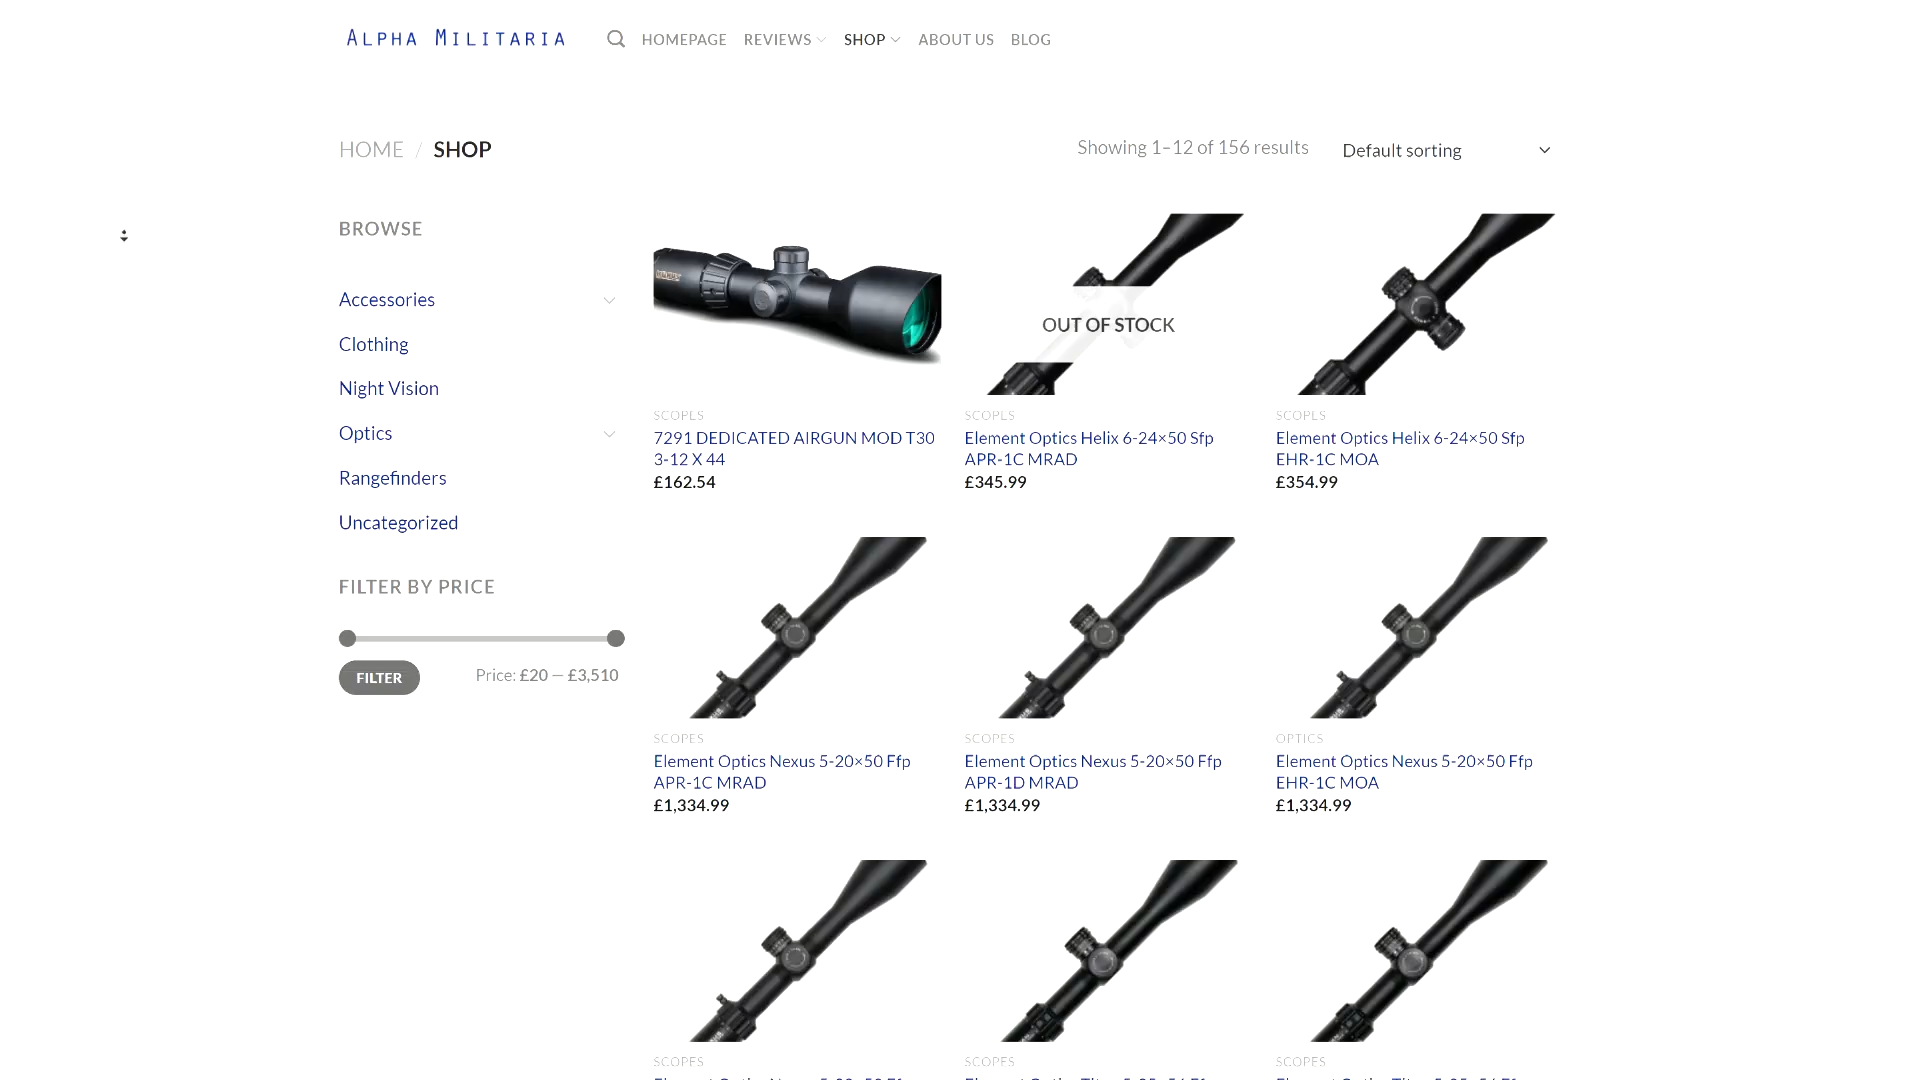 ALPHA MILITARIA
HOMEPAGE
REVIEWS
SHOP
ABOUT US
BLOG
HOME / SHOP
Showing 1–12 of 156 results
Default sorting
BROWSE
Accessories
Clothing
Night Vision
Optics
Rangefinders
Uncategorized
FILTER BY PRICE
FILTER
Price: £20 — £3,510
SCOPES
7291 DEDICATED AIRGUN MOD T30
3-12 X 44
£162.54
OUT OF STOCK
SCOPES
Element Optics Helix 6-24×50 Sfp
APR-1C MRAD
£345.99
SCOPES
Element Optics Helix 6-24×50 Sfp
EHR-1C MOA
£354.99
SCOPES
Element Optics Nexus 5-20×50 Ffp
APR-1C MRAD
£1,334.99
SCOPES
Element Optics Nexus 5-20×50 Ffp
APR-1D MRAD
£1,334.99
OPTICS
Element Optics Nexus 5-20×50 Ffp
EHR-1C MOA
£1,334.99
SCOPES
SCOPES
SCOPES